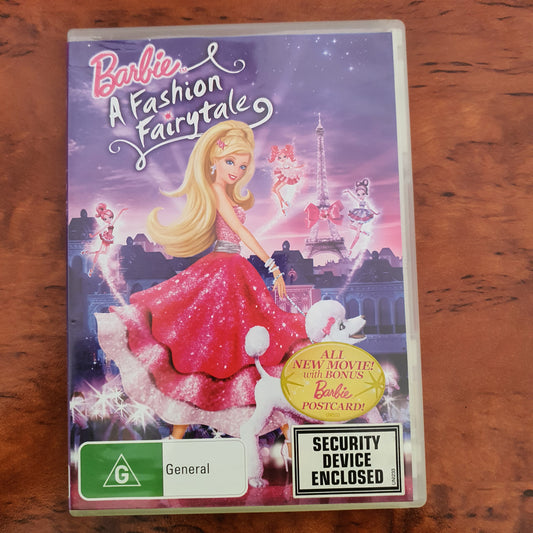 Barbie
A Fashion
Fairytale
ALL
NEW MOVIE!
with BONUS
Barbie
POSTCARD!
G
General
SECURITY
DEVICE
ENCLOSED